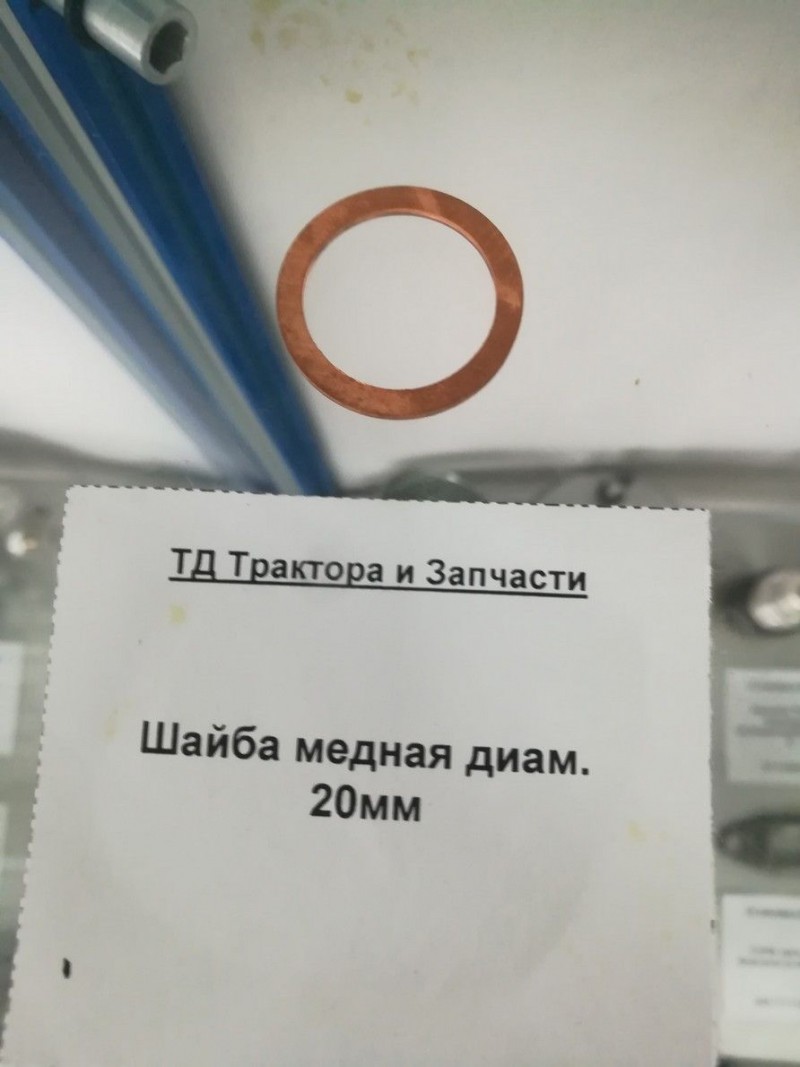 ТД Трактора и Запчасти
Шайба медная диам.
20мм